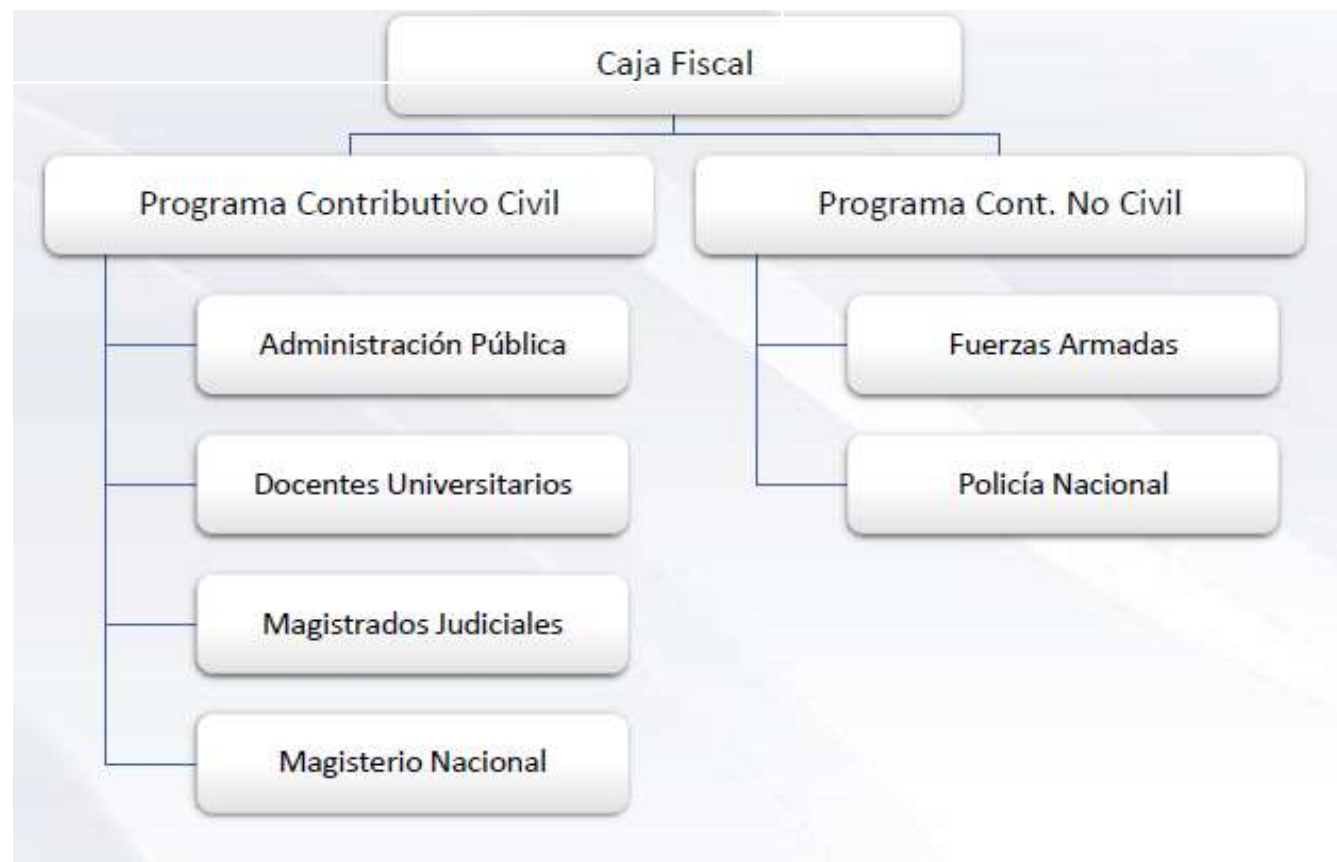 Caja Fiscal
Programa Contributivo Civil
Programa Cont. No Civil
Administración Pública
Fuerzas Armadas
Docentes Universitarios
Policía Nacional
Magistrados Judiciales
Magisterio Nacional